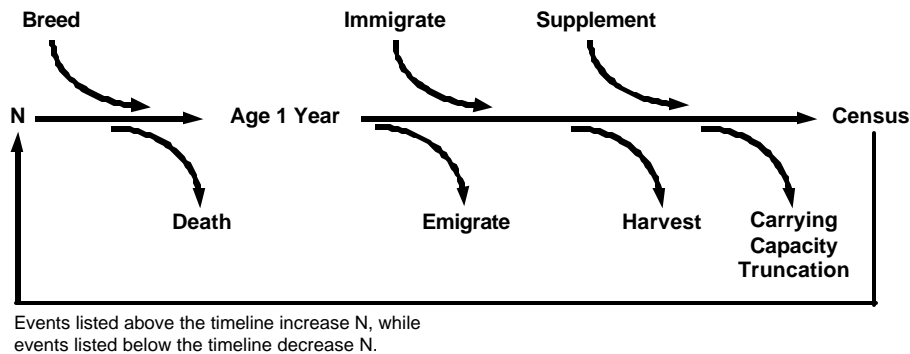 Breed
Immigrate
Supplement
N
Age 1 Year
Census
Death
Emigrate
Harvest
Carrying
Capacity
Truncation
Events listed above the timeline increase N, while
events listed below the timeline decrease N.